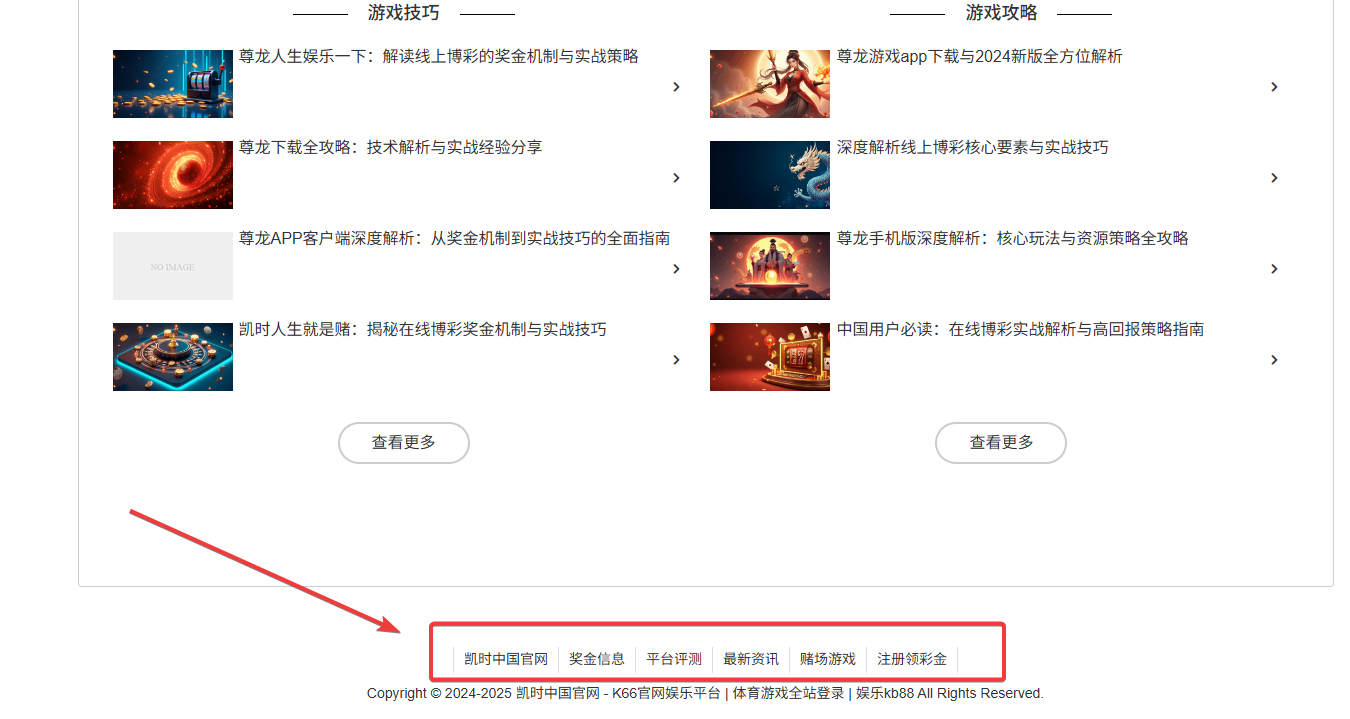 游戏技巧
尊龙人生娱乐一下：解读线上博彩的奖金机制与实战策略
尊龙下载全攻略：技术解析与实战经验分享
NO IMAGE
尊龙APP客户端深度解析：从奖金机制到实战技巧的全面指南
凯时人生就是赌：揭秘在线博彩奖金机制与实战技巧
查看更多
游戏攻略
尊龙游戏app下载与2024新版全方位解析
深度解析线上博彩核心要素与实战技巧
尊龙手机版深度解析：核心玩法与资源策略全攻略
中国用户必读：在线博彩实战解析与高回报策略指南
查看更多
凯时中国官网 奖金信息 平台评测 最新资讯 赌场游戏 注册领彩金
Copyright © 2024-2025 凯时中国官网 - K66官网娱乐平台 | 体育游戏全站登录 | 娱乐kb88 All Rights Reserved.